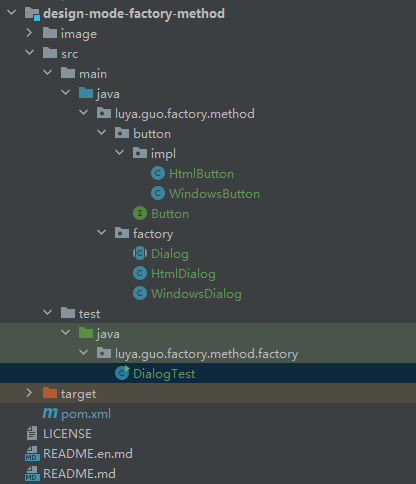 design-mode-factory-method
image
src
main
java
luya.guo.factory.method
button
impl
HtmlButton
WindowsButton
Button
factory
Dialog
HtmlDialog
WindowsDialog
test
java
luya.guo.factory.method.factory
DialogTest
target
pom.xml
LICENSE
README.en.md
README.md